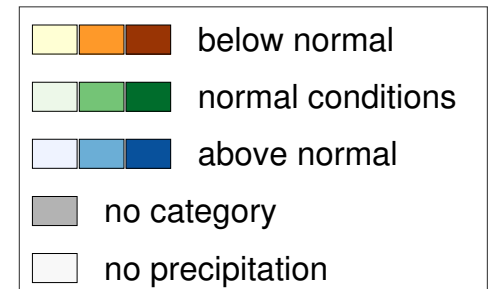 below normal
normal conditions
above normal
no category
no precipitation